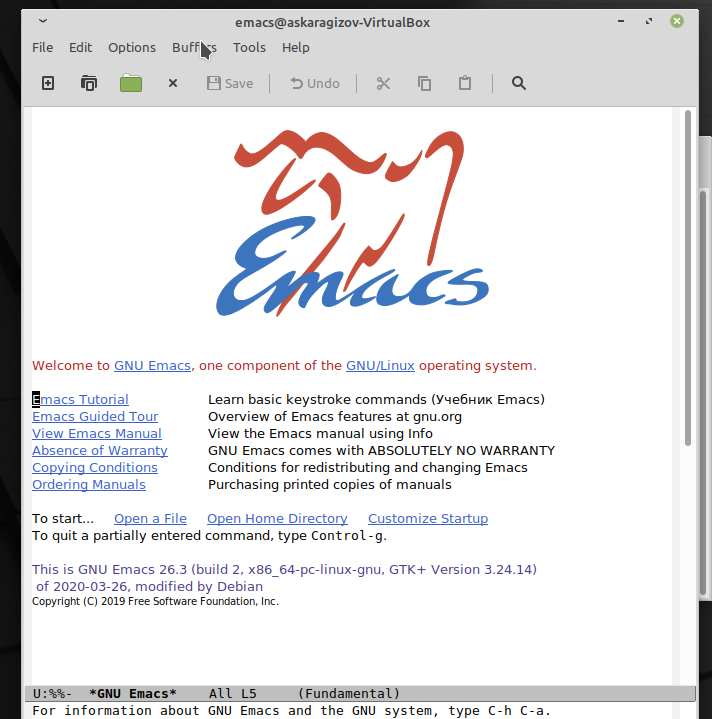 emacs@askaragizov-VirtualBox
File Edit Options Buffers Tools Help
Save Undo
Emacs
Welcome to GNU Emacs, one component of the GNU/Linux operating system.
Emacs Tutorial Learn basic keystroke commands (Учебник Emacs)
Emacs Guided Tour Overview of Emacs features at gnu.org
View Emacs Manual View the Emacs manual using Info
Absence of Warranty GNU Emacs comes with ABSOLUTELY NO WARRANTY
Copying Conditions Conditions for redistributing and changing Emacs
Ordering Manuals Purchasing printed copies of manuals
To start... Open a File Open Home Directory Customize Startup
To quit a partially entered command, type Control-g.
This is GNU Emacs 26.3 (build 2, x86_64-pc-linux-gnu, GTK+ Version 3.24.14)
of 2020-03-26, modified by Debian
Copyright (C) 2019 Free Software Foundation, Inc.
U:%%- *GNU Emacs* All L5 (Fundamental)
For information about GNU Emacs and the GNU system, type C-h C-a.